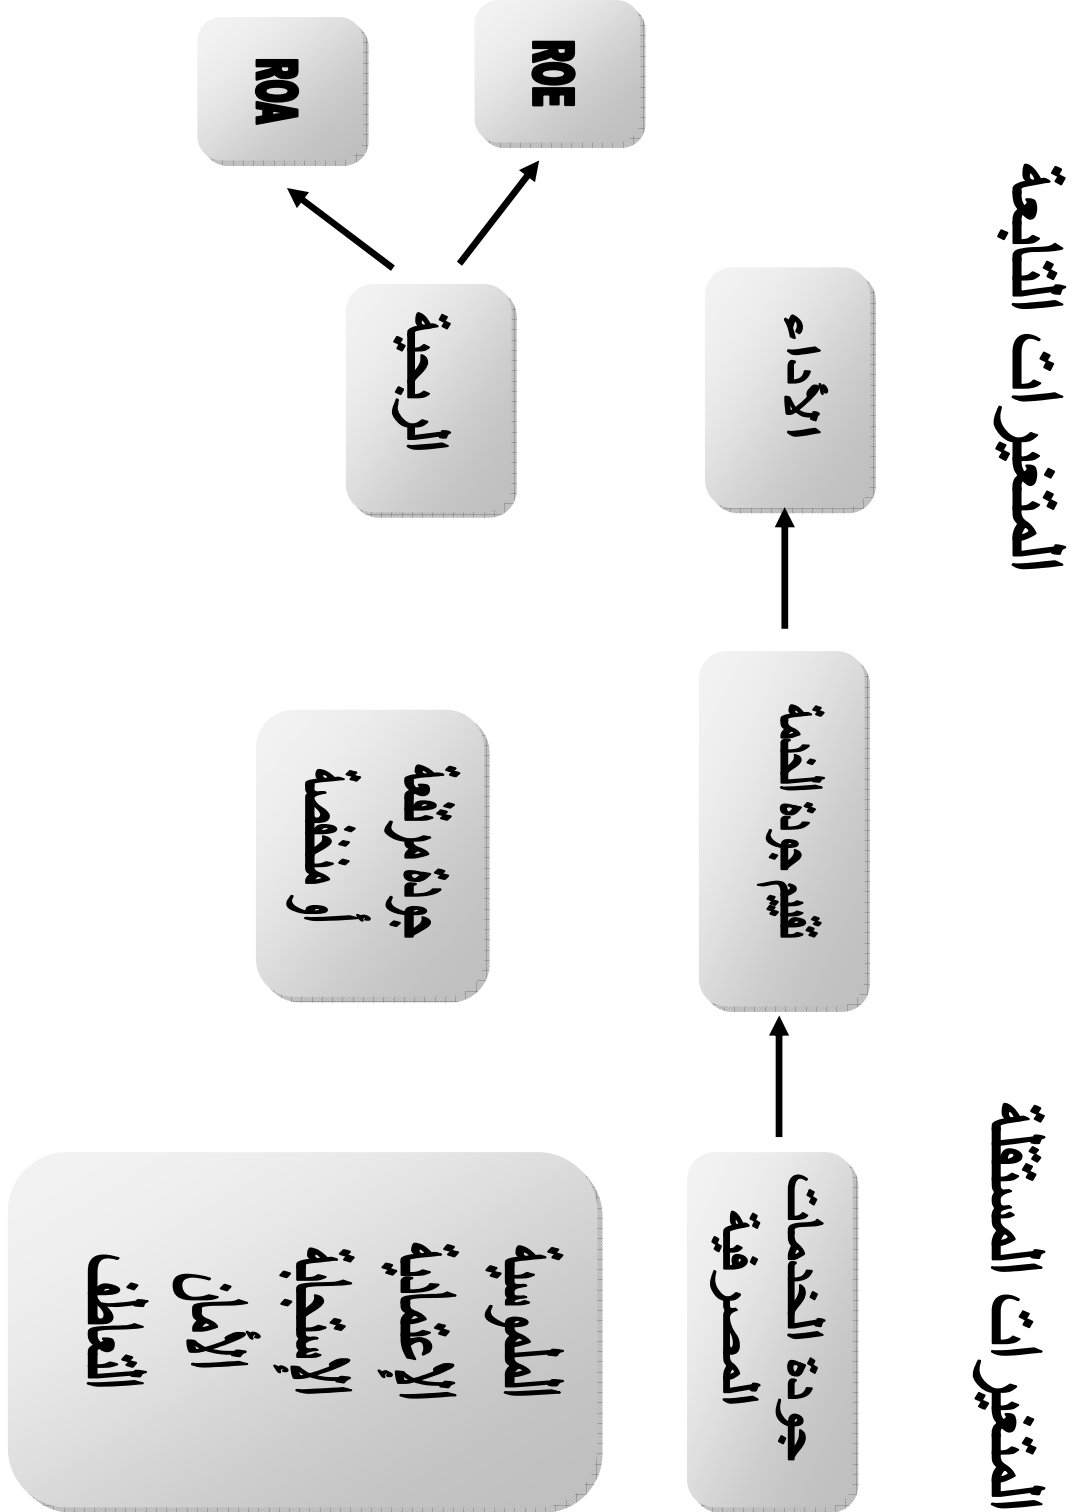 المتغيرات المستقلة
المتغيرات التابعة
جودة الخدمات
المصرفية
تقييم جودة الخدمة
الأداء
الملموسية
الإعتمادية
الإستجابة
الأمان
التعاطف
جودة مرتفعة
أو منخفصة
الربحية
ROE
ROA